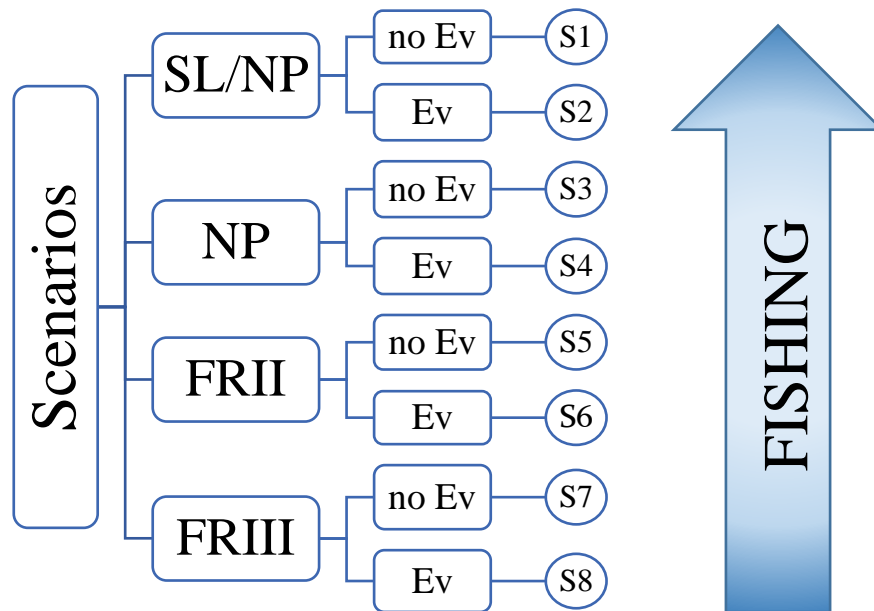 Scenarios
SL/NP
no Ev
S1
Ev
S2
NP
no Ev
S3
Ev
S4
FRII
no Ev
S5
Ev
S6
FRIII
no Ev
S7
Ev
S8
FISHING